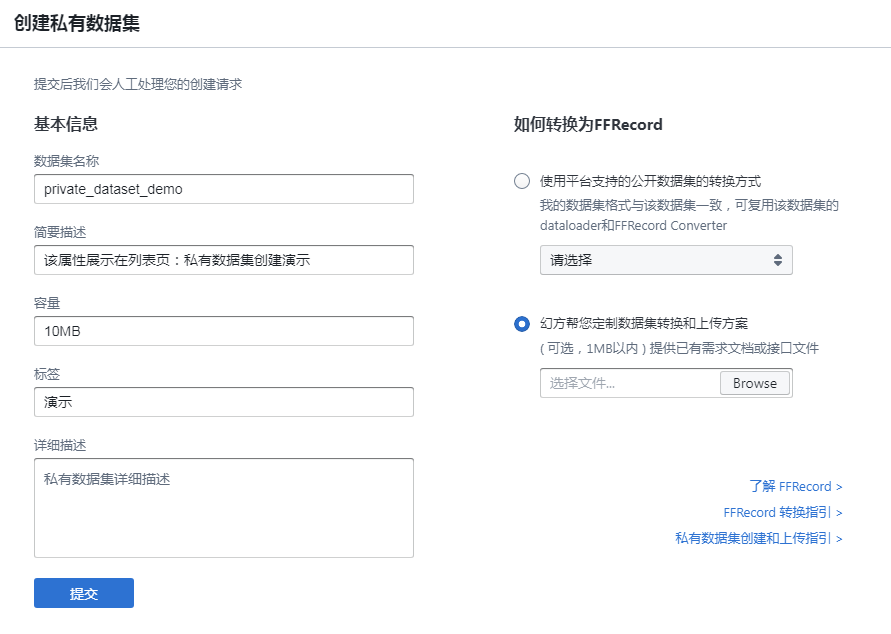 创建私有数据集
提交后我们会人工处理您的创建请求
基本信息
数据集名称
private_dataset_demo
简要描述
该属性展示在列表页：私有数据集创建演示
容量
10MB
标签
演示
详细描述
私有数据集详细描述
提交
如何转换为FFRecord
使用平台支持的公开数据集的转换方式
我的数据集格式与该数据集一致，可复用该数据集的
dataloader和FFRecord Converter
请选择
幻方帮您定制数据集转换和上传方案
( 可选，1MB以内 ) 提供已有需求文档或接口文件
选择文件...
Browse
了解 FFRecord >
FFRecord 转换指引 >
私有数据集创建和上传指引 >